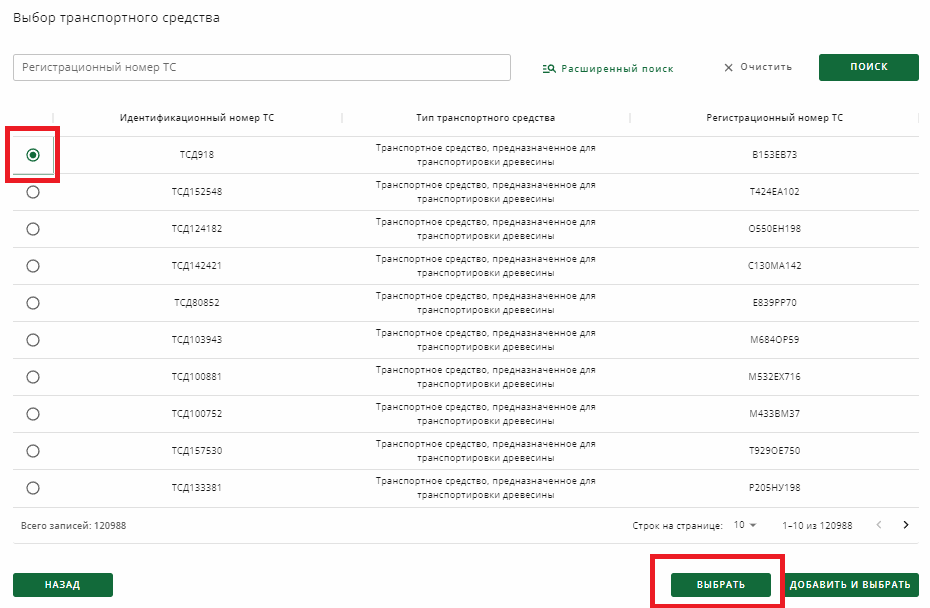 Выбор транспортного средства
Регистрационный номер ТС
Расширенный поиск
Очистить
ПОИСК
Идентификационный номер ТС Тип транспортного средства Регистрационный номер ТС
ТСД918 Транспортное средство, предназначенное для В153ЕВ73
транспортировки древесины
ТСД152548 Транспортное средство, предназначенное для Т424ЕА102
транспортировки древесины
ТСД124182 Транспортное средство, предназначенное для О550ЕН198
транспортировки древесины
ТСД142421 Транспортное средство, предназначенное для С130МА142
транспортировки древесины
ТСД80852 Транспортное средство, предназначенное для Е839РР70
транспортировки древесины
ТСД103943 Транспортное средство, предназначенное для М684ОР59
транспортировки древесины
ТСД100881 Транспортное средство, предназначенное для М532ЕХ716
транспортировки древесины
ТСД100752 Транспортное средство, предназначенное для М433ВМ37
транспортировки древесины
ТСД157530 Транспортное средство, предназначенное для Т929ОЕ750
транспортировки древесины
ТСД133381 Транспортное средство, предназначенное для Р205НУ198
транспортировки древесины
Всего записей: 120988 Строк на странице: 10 1–10 из 120988
НАЗАД ВЫБРАТЬ ДОБАВИТЬ И ВЫБРАТЬ